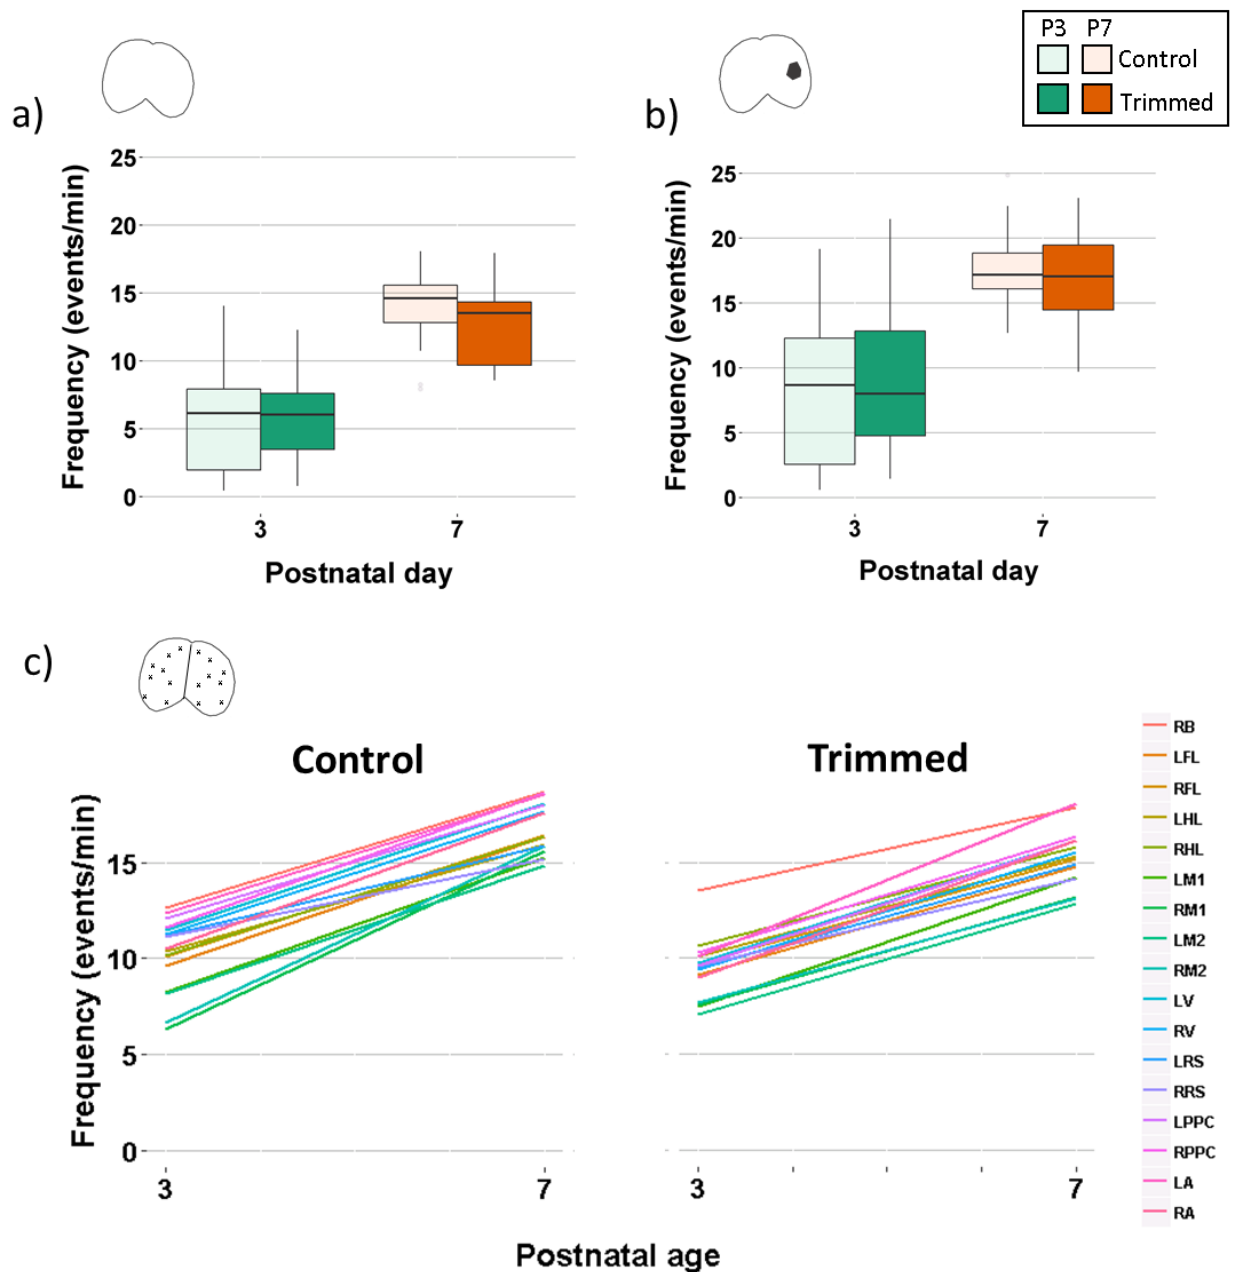 P3 P7
Control
Trimmed
a)
b)
Frequency (events/min)
25
20
15
10
5
0
3
7
Postnatal day
Frequency (events/min)
25
20
15
10
5
0
3
7
Postnatal day
c)
Control
Trimmed
Frequency (events/min)
15
10
5
0
3
7
3
7
Postnatal age
RB
LFL
RFL
LHL
RHL
LM1
RM1
LM2
RM2
LV
RV
LRS
RRS
LPPC
RPPC
LA
RA